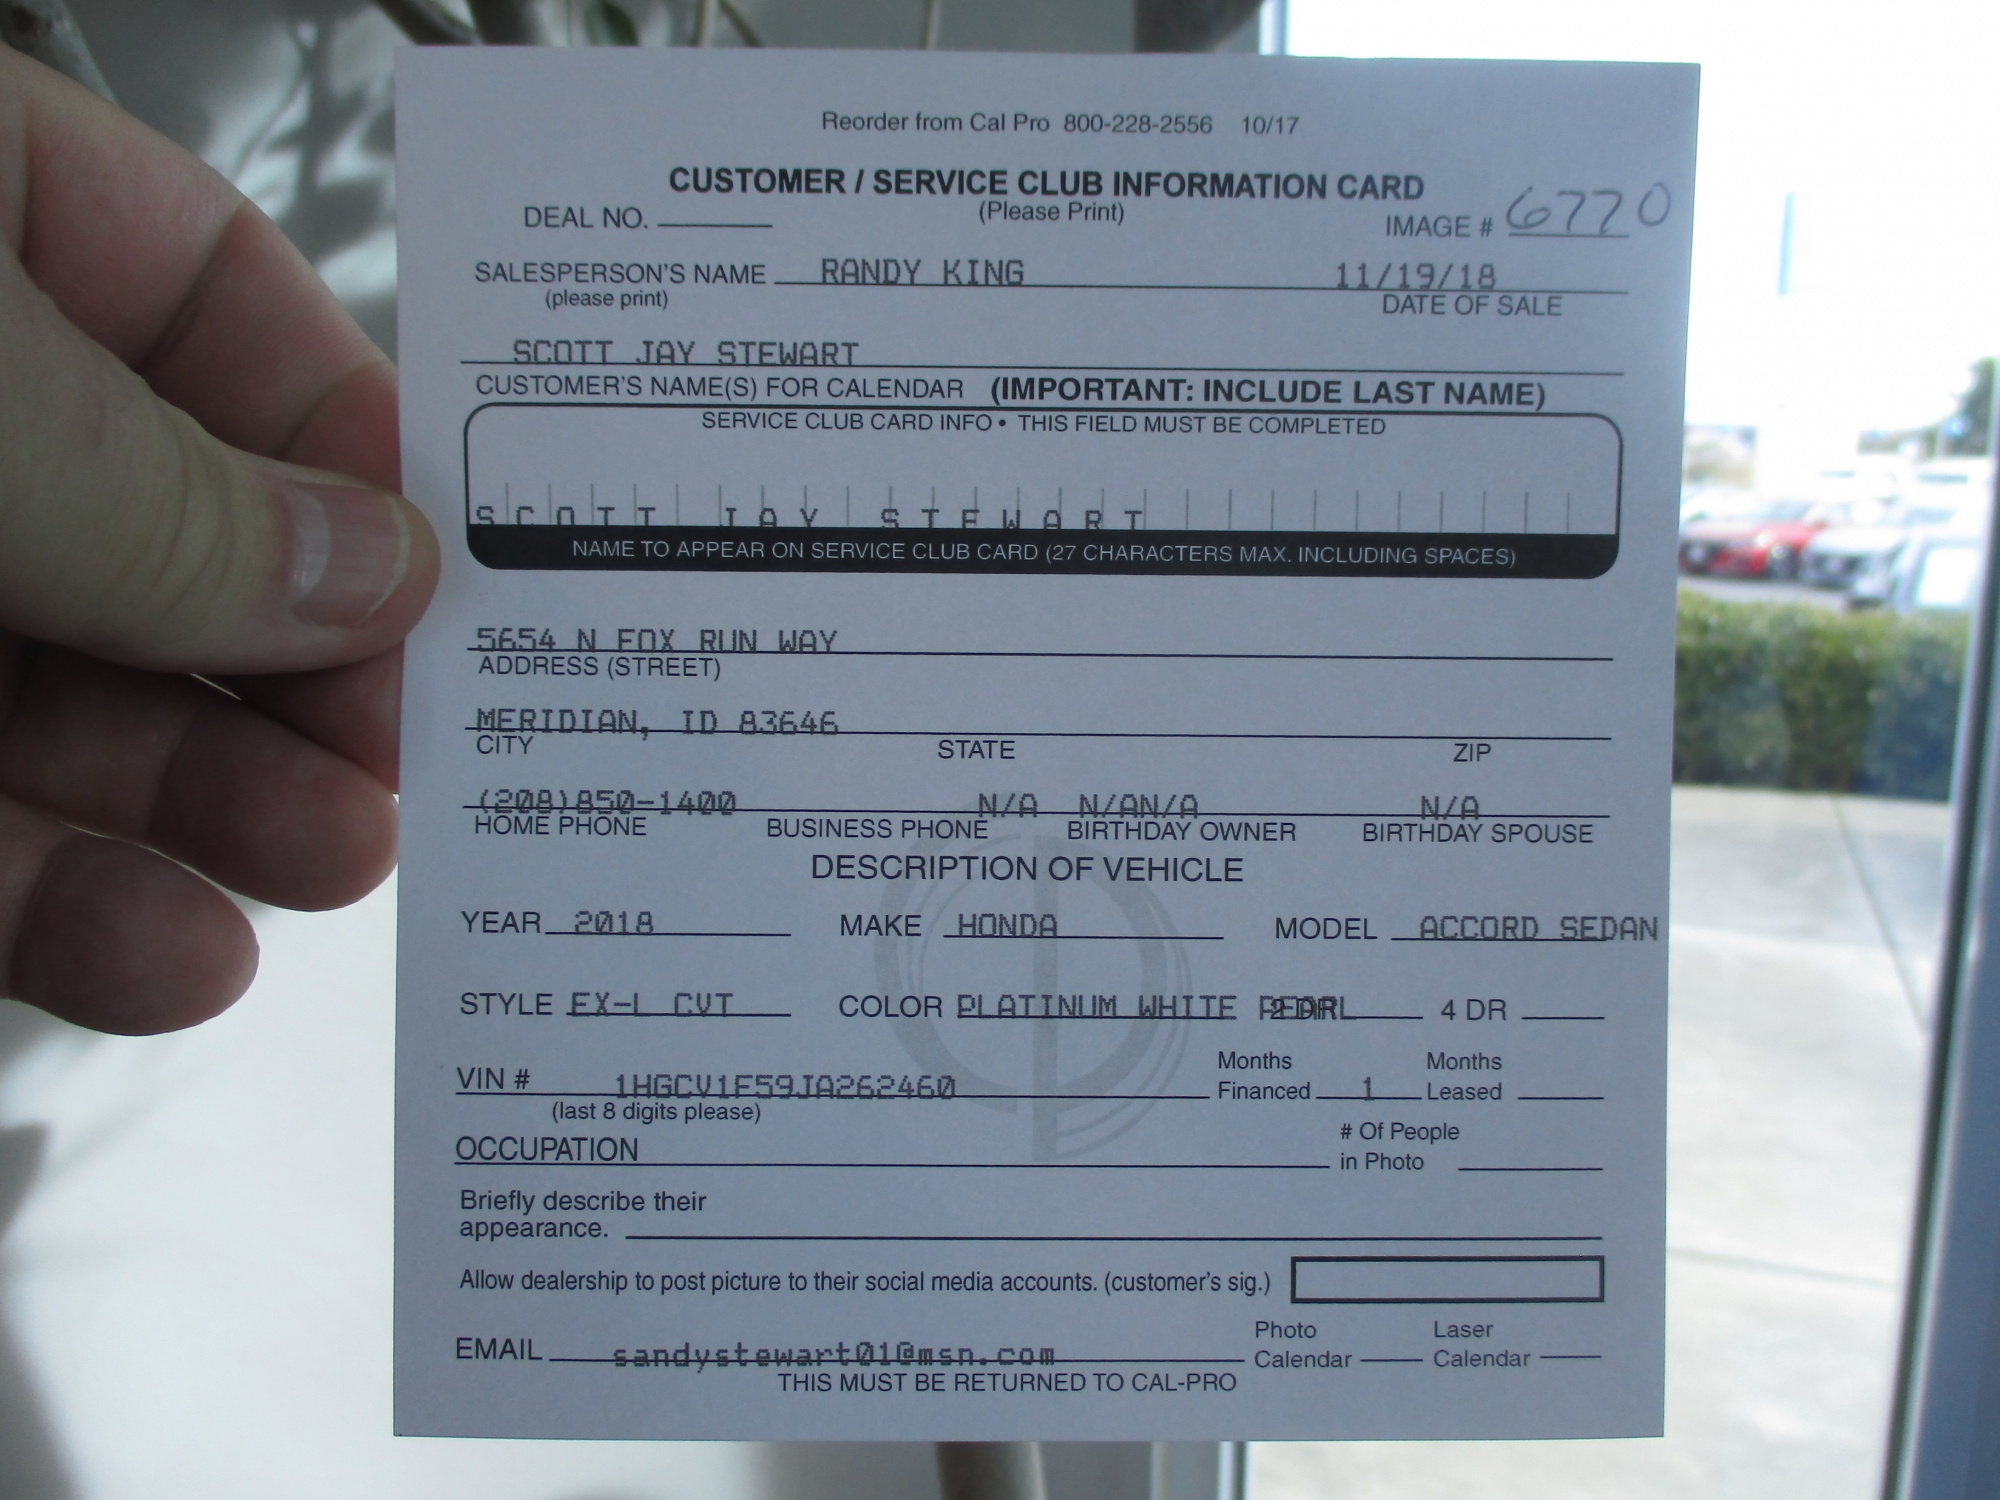 Reorder from Cal Pro 800-228-2556 10/17
CUSTOMER / SERVICE CLUB INFORMATION CARD
(Please Print)
DEAL NO. IMAGE # 6770
SALESPERSON'S NAME RANDY KING 11/19/18
(please print) DATE OF SALE
SCOTT JAY STEWART
CUSTOMER'S NAME(S) FOR CALENDAR (IMPORTANT: INCLUDE LAST NAME)
SERVICE CLUB CARD INFO • THIS FIELD MUST BE COMPLETED
SCOTT JAY STEWART
NAME TO APPEAR ON SERVICE CLUB CARD (27 CHARACTERS MAX. INCLUDING SPACES)
5654 N FOX RUN WAY
ADDRESS (STREET)
MERIDIAN, ID 83646
CITY STATE ZIP
(208)850-1400 N/A N/AN/A N/A
HOME PHONE BUSINESS PHONE BIRTHDAY OWNER BIRTHDAY SPOUSE
DESCRIPTION OF VEHICLE
YEAR 2018 MAKE HONDA MODEL ACCORD SEDAN
STYLE EX-L CVT COLOR PLATINUM WHITE PEARL 2 DR 4 DR
Months Months
VIN # 1HGCV1F59JA262460 Financed 1 Leased
(last 8 digits please)
OCCUPATION # Of People
in Photo
Briefly describe their
appearance.
Allow dealership to post picture to their social media accounts. (customer's sig.)
Photo Laser
EMAIL sandystewart01@msn.com Calendar Calendar
THIS MUST BE RETURNED TO CAL-PRO